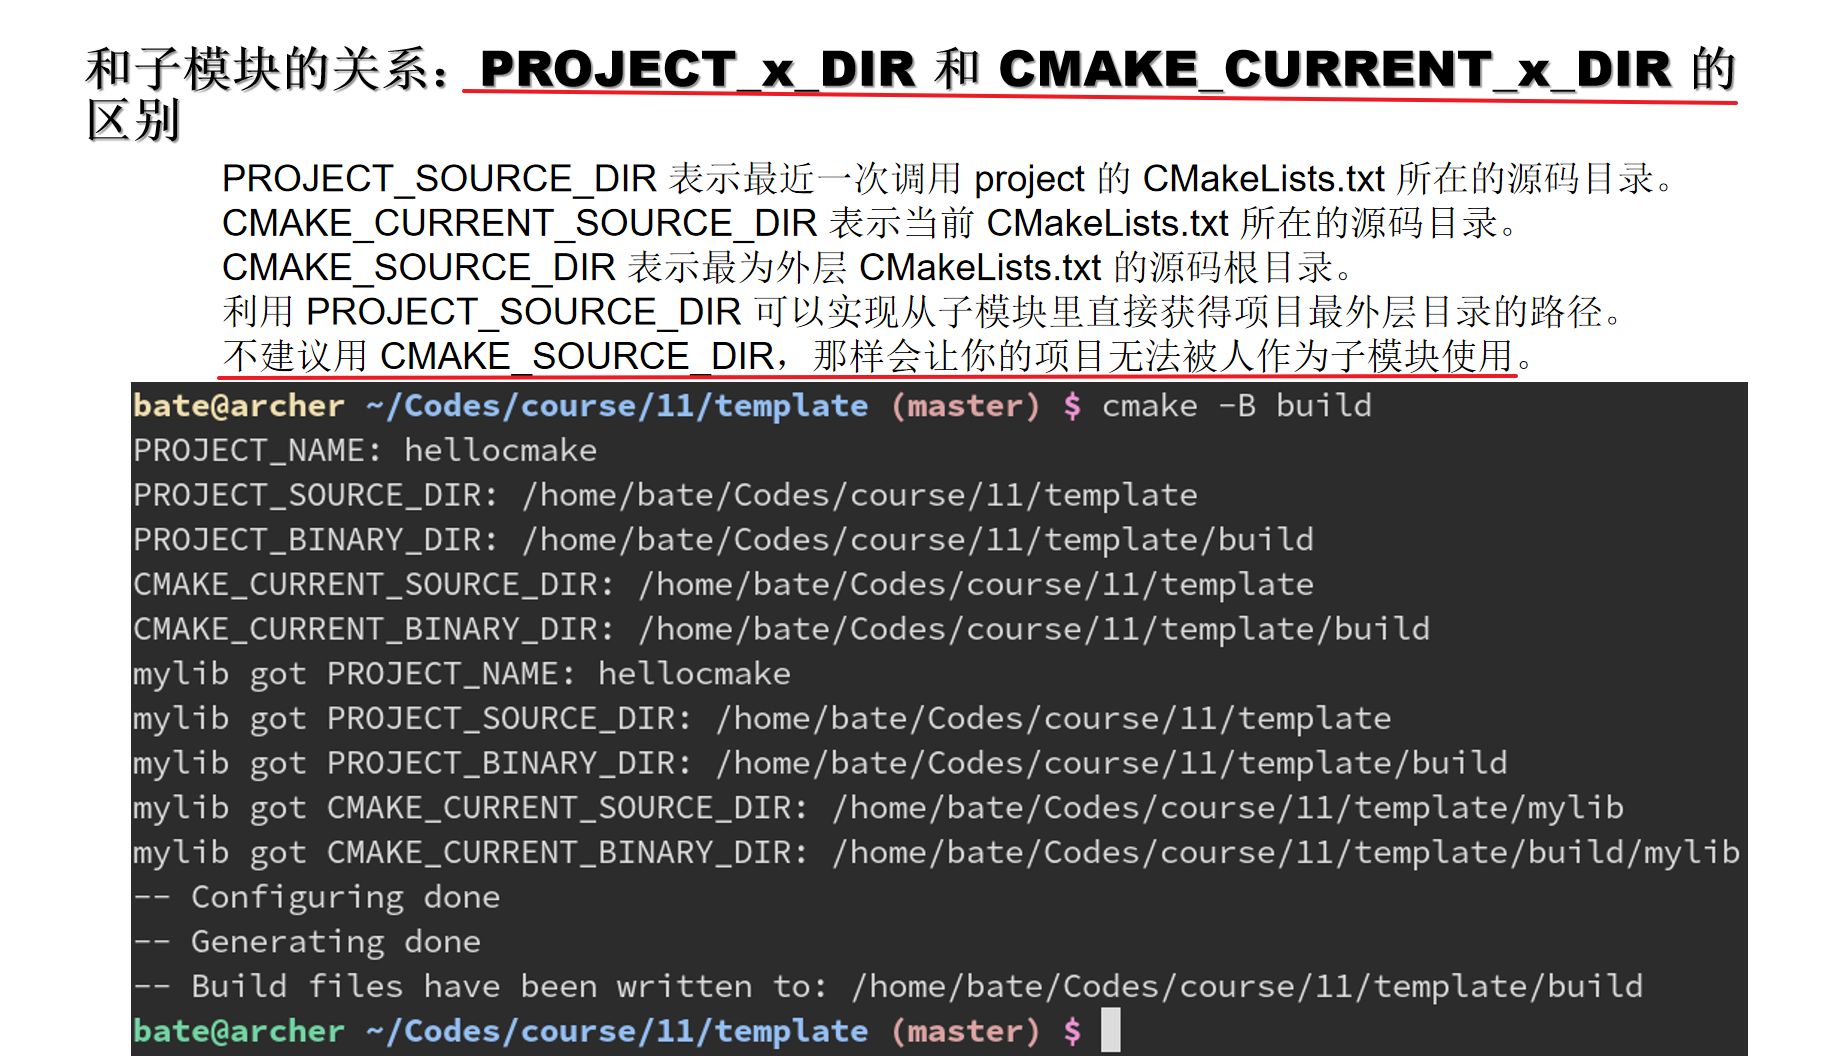 和子模块的关系：PROJECT_x_DIR 和 CMAKE_CURRENT_x_DIR 的
区别
PROJECT_SOURCE_DIR 表示最近一次调用 project 的 CMakeLists.txt 所在的源码目录。
CMAKE_CURRENT_SOURCE_DIR 表示当前 CMakeLists.txt 所在的源码目录。
CMAKE_SOURCE_DIR 表示最为外层 CMakeLists.txt 的源码根目录。
利用 PROJECT_SOURCE_DIR 可以实现从子模块里直接获得项目最外层目录的路径。
不建议用 CMAKE_SOURCE_DIR，那样会让你的项目无法被人作为子模块使用。
bate@archer ~/Codes/course/11/template (master) $ cmake -B build
PROJECT_NAME: hellocmake
PROJECT_SOURCE_DIR: /home/bate/Codes/course/11/template
PROJECT_BINARY_DIR: /home/bate/Codes/course/11/template/build
CMAKE_CURRENT_SOURCE_DIR: /home/bate/Codes/course/11/template
CMAKE_CURRENT_BINARY_DIR: /home/bate/Codes/course/11/template/build
mylib got PROJECT_NAME: hellocmake
mylib got PROJECT_SOURCE_DIR: /home/bate/Codes/course/11/template
mylib got PROJECT_BINARY_DIR: /home/bate/Codes/course/11/template/build
mylib got CMAKE_CURRENT_SOURCE_DIR: /home/bate/Codes/course/11/template/mylib
mylib got CMAKE_CURRENT_BINARY_DIR: /home/bate/Codes/course/11/template/build/mylib
-- Configuring done
-- Generating done
-- Build files have been written to: /home/bate/Codes/course/11/template/build
bate@archer ~/Codes/course/11/template (master) $